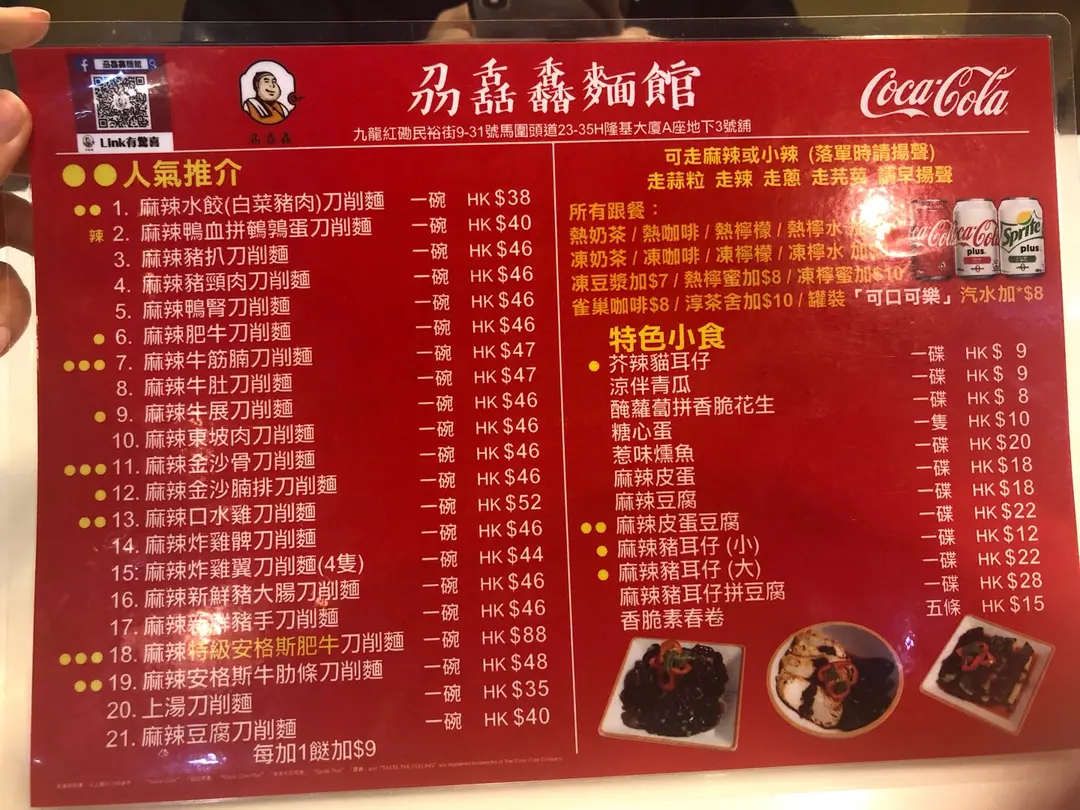 刕舙馫麵館
Link有驚喜
刕舙馫麵館
Coca-Cola
九龍紅磡民裕街9-31號馬圍頭道23-35H隆基大廈A座地下3號舖
人氣推介
1. 麻辣水餃(白菜豬肉)刀削麵 一碗 HK $38
辣 2. 麻辣鴨血拼鵪鶉蛋刀削麵 一碗 HK $40
3. 麻辣豬扒刀削麵 一碗 HK $46
4. 麻辣豬頸肉刀削麵 一碗 HK $46
5. 麻辣鴨腎刀削麵 一碗 HK $46
6. 麻辣肥牛刀削麵 一碗 HK $46
7. 麻辣牛筋腩刀削麵 一碗 HK $47
8. 麻辣牛肚刀削麵 一碗 HK $47
9. 麻辣牛展刀削麵 一碗 HK $46
10. 麻辣東坡肉刀削麵 一碗 HK $46
11. 麻辣金沙骨刀削麵 一碗 HK $46
12. 麻辣金沙腩排刀削麵 一碗 HK $46
13. 麻辣口水雞刀削麵 一碗 HK $52
14. 麻辣炸雞髀刀削麵 一碗 HK $46
15. 麻辣炸雞翼刀削麵(4隻) 一碗 HK $44
16. 麻辣新鮮豬大腸刀削麵 一碗 HK $46
17. 麻辣新鮮豬手刀削麵 一碗 HK $46
18. 麻辣特級安格斯肥牛刀削麵 一碗 HK $88
19. 麻辣安格斯牛肋條刀削麵 一碗 HK $48
20. 上湯刀削麵 一碗 HK $35
21. 麻辣豆腐刀削麵 一碗 HK $40
每加1餸加$9
可走麻辣或小辣 (落單時請揚聲)
走蒜粒 走辣 走蔥 走芫荽 請早揚聲
所有跟餐：
熱奶茶 / 熱咖啡 / 熱檸檬 / 熱檸水
凍奶茶 / 凍咖啡 / 凍檸檬 / 凍檸水 加
凍豆漿加$7 / 熱檸蜜加$8 / 凍檸蜜加$10
雀巢咖啡$8 / 淳茶舍加$10 / 罐裝「可口可樂」汽水加*$8
Coca-Cola plus
Sprite plus
特色小食
芥辣貓耳仔 一碟 HK $ 9
涼伴青瓜 一碟 HK $ 9
醃蘿蔔拼香脆花生 一碟 HK $ 8
糖心蛋 一隻 HK $10
惹味燻魚 一碟 HK $20
麻辣皮蛋 一碟 HK $18
麻辣豆腐 一碟 HK $18
麻辣皮蛋豆腐 一碟 HK $22
麻辣豬耳仔 (小) 一碟 HK $12
麻辣豬耳仔 (大) 一碟 HK $22
麻辣豬耳仔拼豆腐 一碟 HK $28
香脆素春卷 五條 HK $15